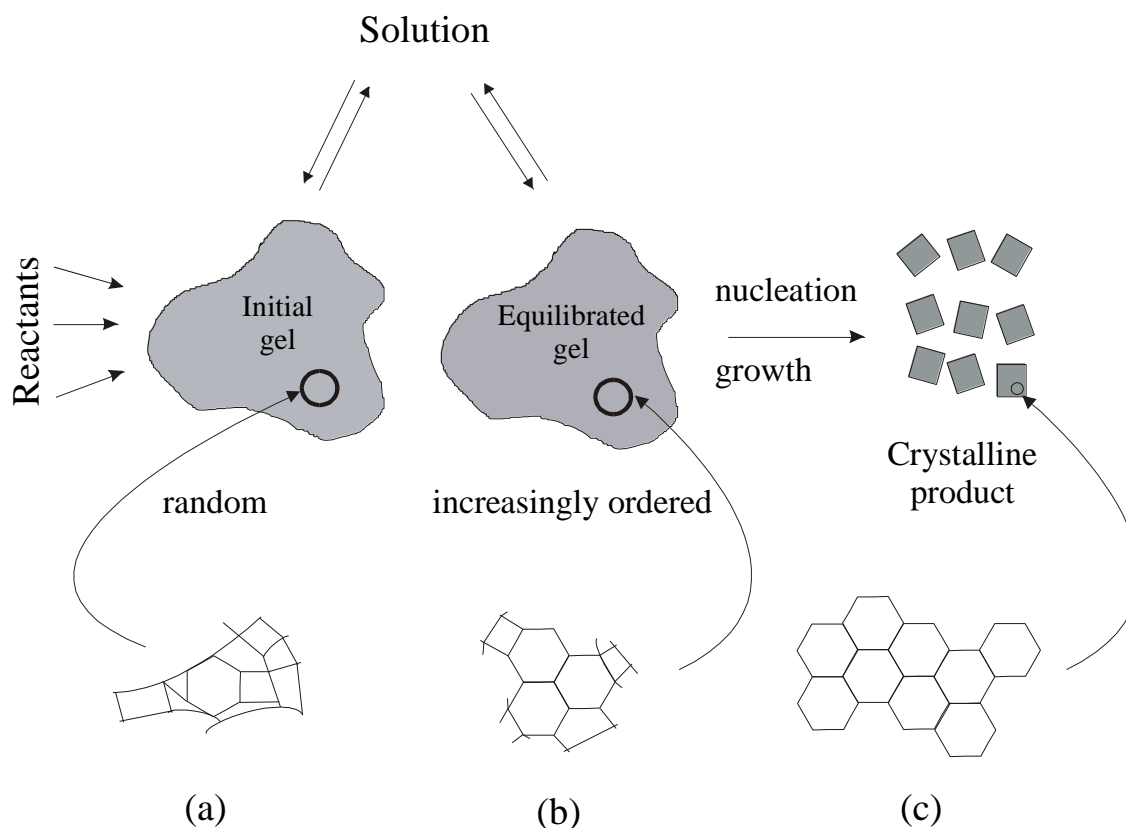 Solution
Reactants
Initial
gel
Equilibrated
gel
nucleation
growth
Crystalline
product
random
increasingly ordered
(a)
(b)
(c)